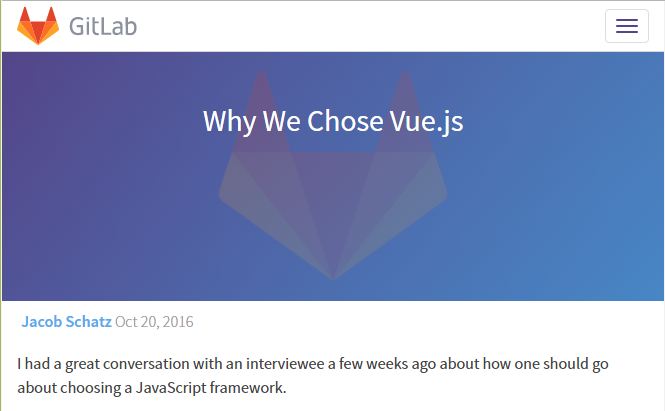 GitLab
Why We Chose Vue.js
Jacob Schatz Oct 20, 2016
I had a great conversation with an interviewee a few weeks ago about how one should go
about choosing a JavaScript framework.